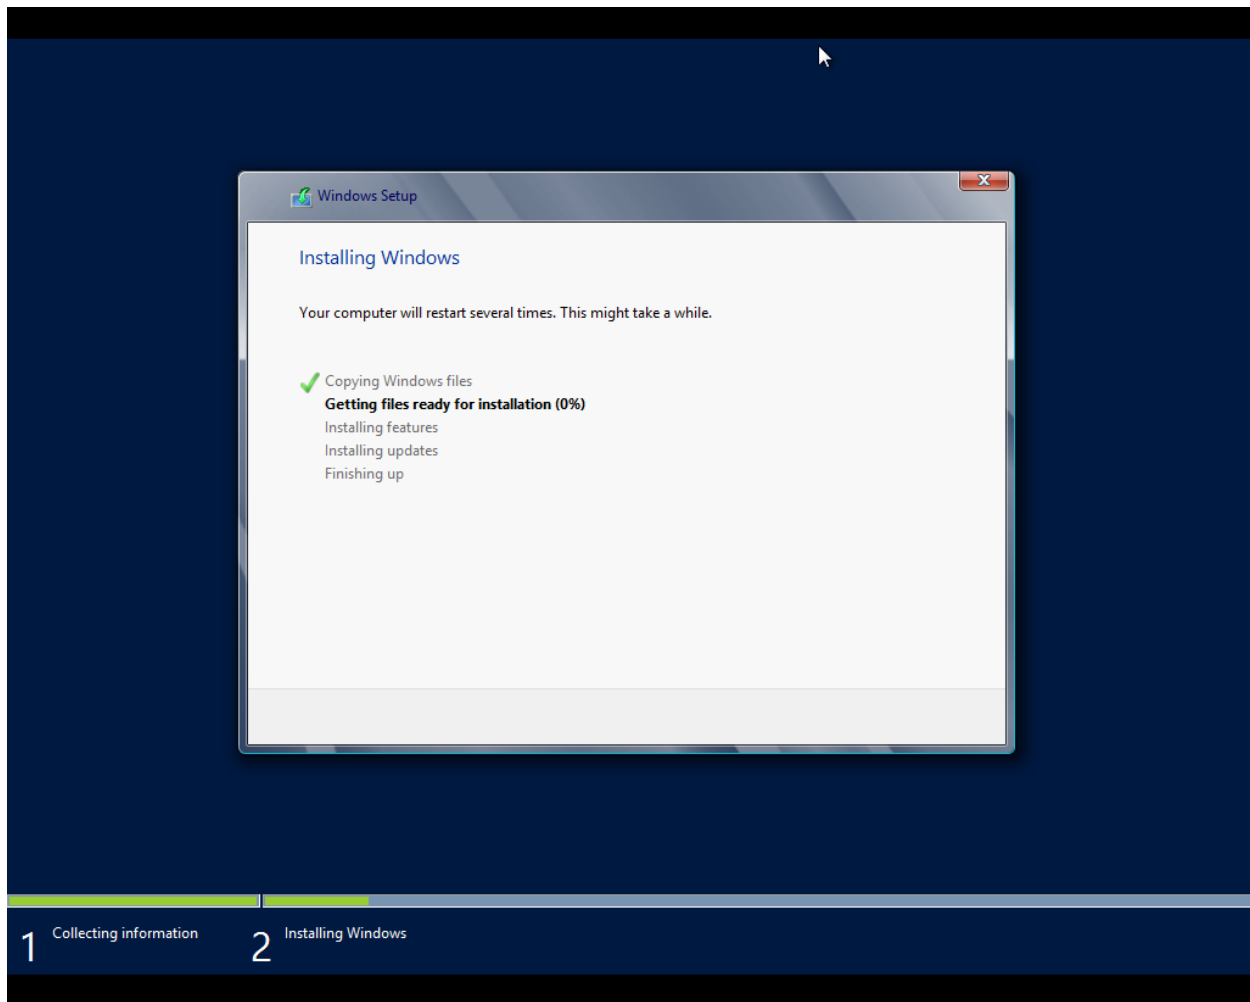 Windows Setup
Installing Windows
Your computer will restart several times. This might take a while.
Copying Windows files
Getting files ready for installation (0%)
Installing features
Installing updates
Finishing up
1 Collecting information
2 Installing Windows